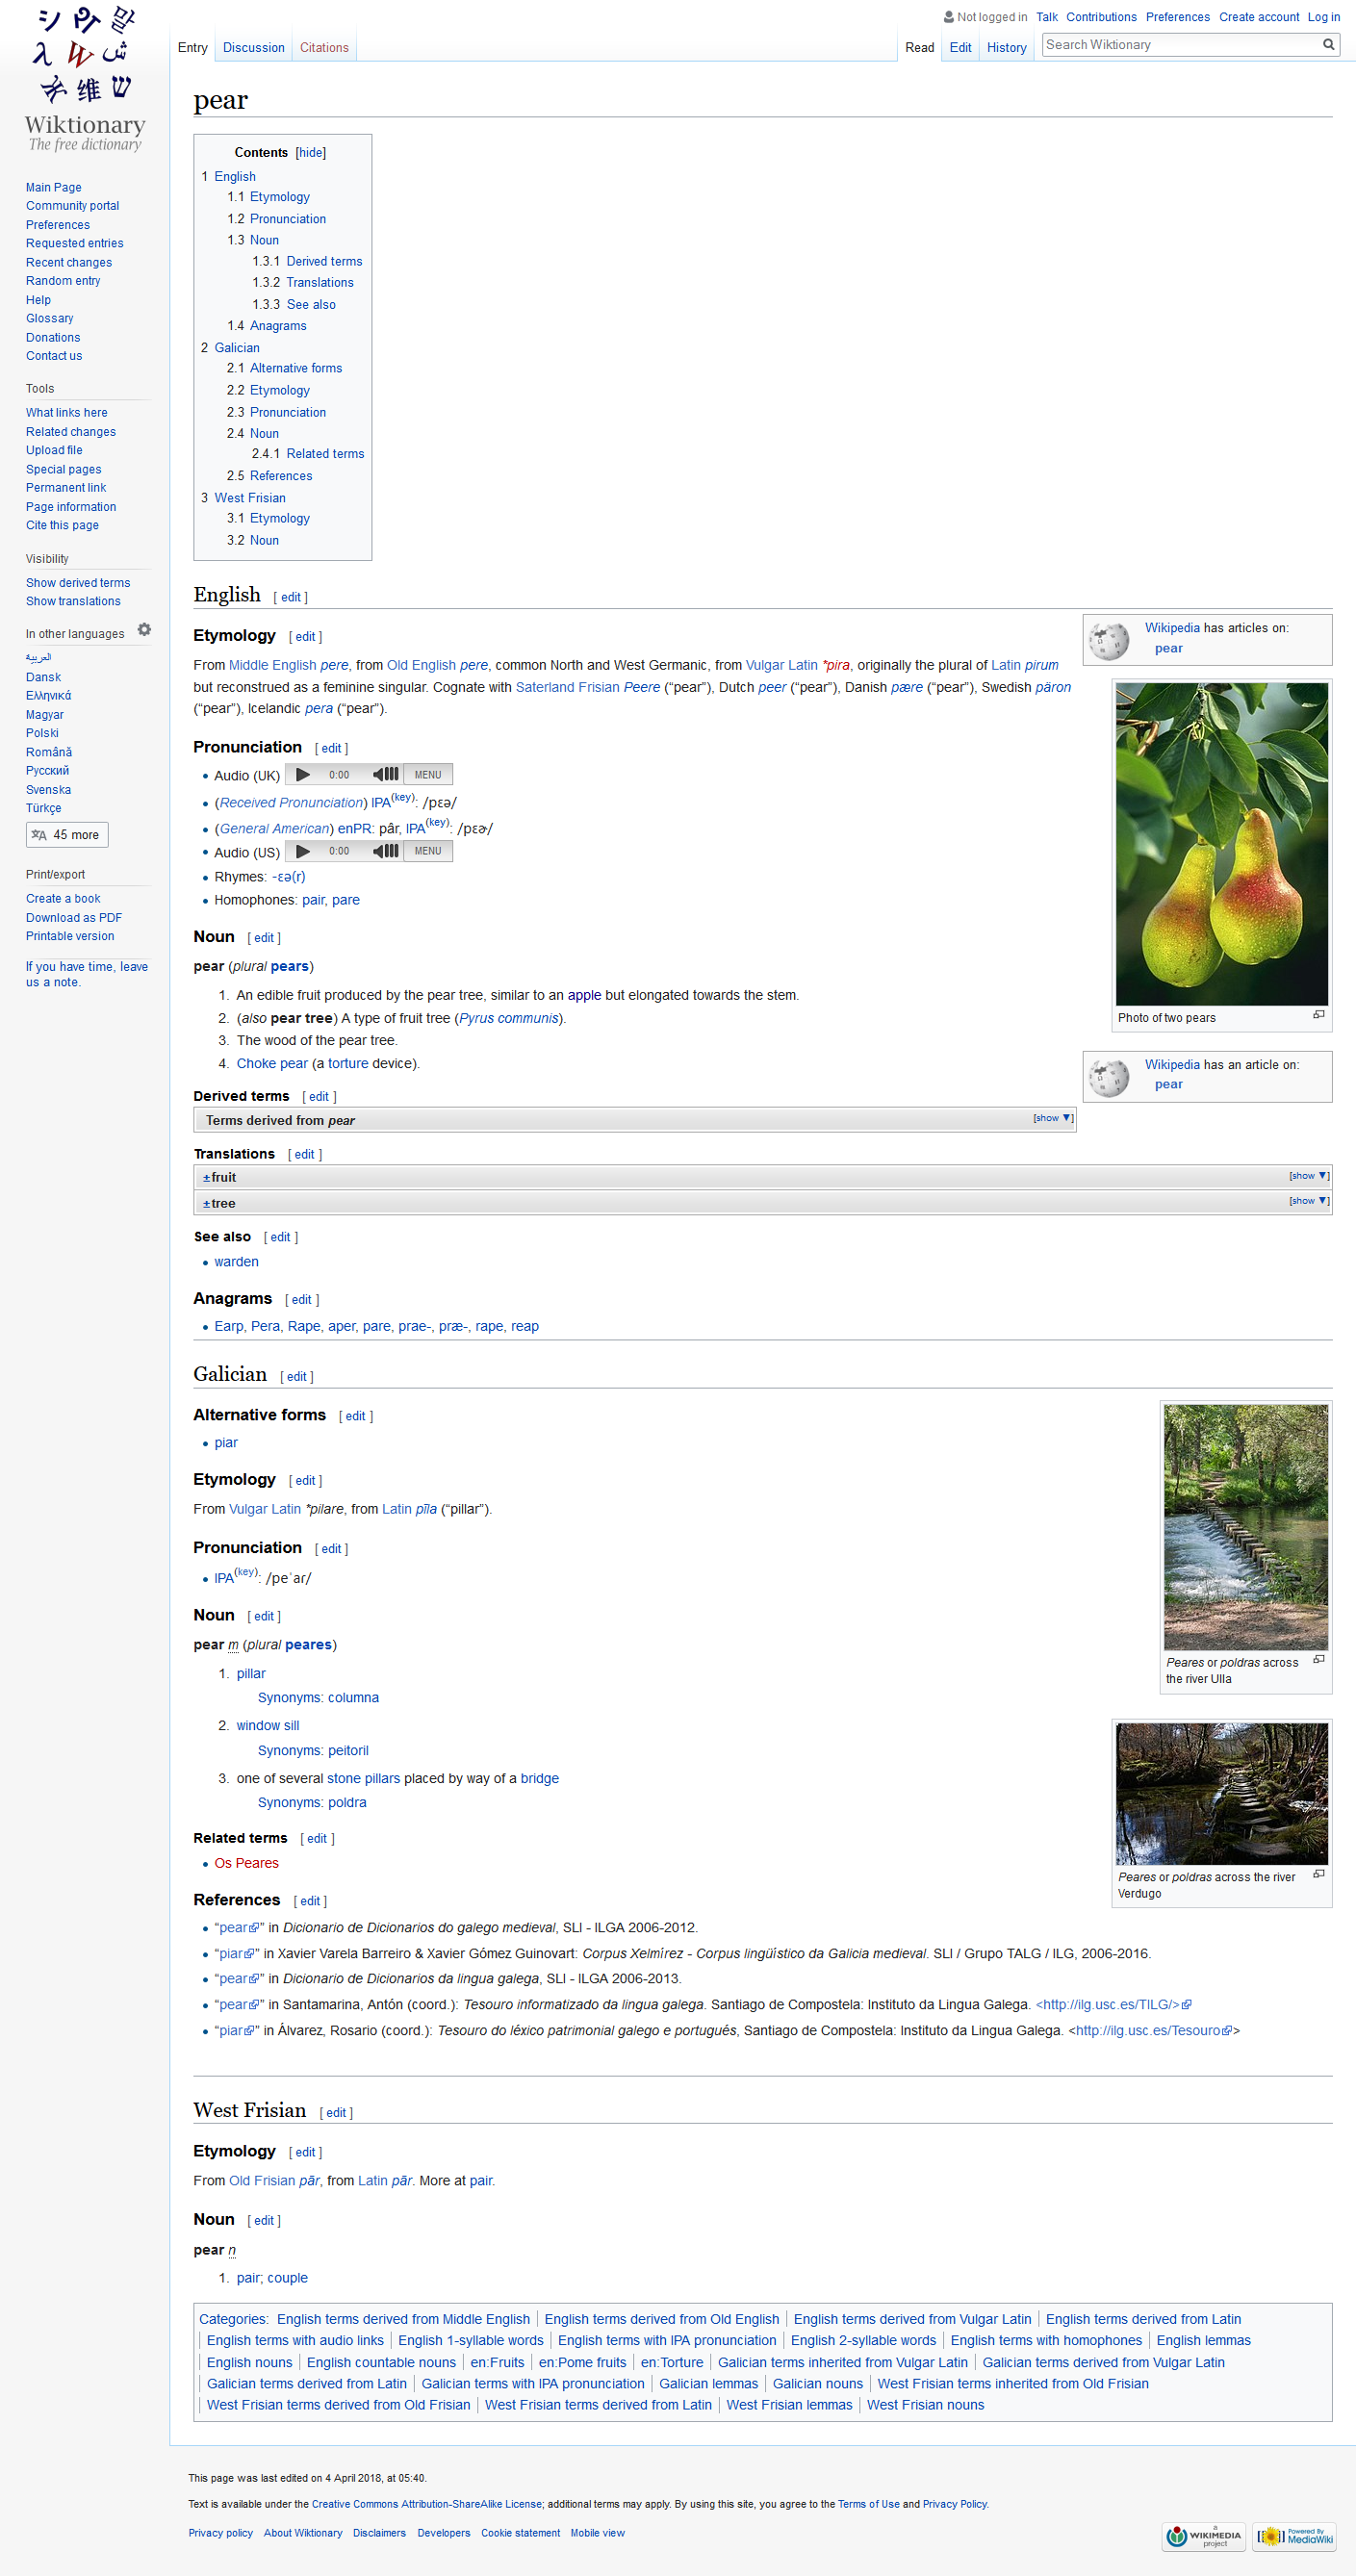 シ ウィ 말
λ W ش
अ 维 ש
Wiktionary
The free dictionary
Not logged in Talk Contributions Preferences Create account Log in
Entry Discussion Citations
Read Edit History Search Wiktionary
Main Page
Community portal
Preferences
Requested entries
Recent changes
Random entry
Help
Glossary
Donations
Contact us
Tools
What links here
Related changes
Upload file
Special pages
Permanent link
Page information
Cite this page
Visibility
Show derived terms
Show translations
In other languages
العربية
Dansk
Ελληνικά
Magyar
Polski
Română
Русский
Svenska
Türkçe
45 more
Print/export
Create a book
Download as PDF
Printable version
If you have time, leave
us a note.
pear
Contents [hide]
1 English
1.1 Etymology
1.2 Pronunciation
1.3 Noun
1.3.1 Derived terms
1.3.2 Translations
1.3.3 See also
1.4 Anagrams
2 Galician
2.1 Alternative forms
2.2 Etymology
2.3 Pronunciation
2.4 Noun
2.4.1 Related terms
2.5 References
3 West Frisian
3.1 Etymology
3.2 Noun
English [ edit ]
Wikipedia has articles on:
pear
Etymology [ edit ]
From Middle English pere, from Old English pere, common North and West Germanic, from Vulgar Latin *pira, originally the plural of Latin pirum
but reconstrued as a feminine singular. Cognate with Saterland Frisian Peere (“pear”), Dutch peer (“pear”), Danish pære (“pear”), Swedish päron
(“pear”), Icelandic pera (“pear”).
Pronunciation [ edit ]
Audio (UK) 0:00 MENU
(Received Pronunciation) IPA(key): /pɛə/
(General American) enPR: pâr, IPA(key): /pɛɚ/
Audio (US) 0:00 MENU
Rhymes: -ɛə(r)
Homophones: pair, pare
Noun [ edit ]
pear (plural pears)
1. An edible fruit produced by the pear tree, similar to an apple but elongated towards the stem.
2. (also pear tree) A type of fruit tree (Pyrus communis).
3. The wood of the pear tree.
4. Choke pear (a torture device).
Photo of two pears
Wikipedia has an article on:
pear
Derived terms [ edit ]
Terms derived from pear [show ▼]
Translations [ edit ]
±fruit [show ▼]
±tree [show ▼]
See also [ edit ]
warden
Anagrams [ edit ]
Earp, Pera, Rape, aper, pare, prae-, præ-, rape, reap
Galician [ edit ]
Alternative forms [ edit ]
piar
Etymology [ edit ]
From Vulgar Latin *pilare, from Latin pīla (“pillar”).
Pronunciation [ edit ]
IPA(key): /peˈaɾ/
Noun [ edit ]
pear m (plural peares)
1. pillar
Synonyms: columna
2. window sill
Synonyms: peitoril
3. one of several stone pillars placed by way of a bridge
Synonyms: poldra
Peares or poldras across
the river Ulla
Peares or poldras across the river
Verdugo
Related terms [ edit ]
Os Peares
References [ edit ]
“pear” in Dicionario de Dicionarios do galego medieval, SLI - ILGA 2006-2012.
“piar” in Xavier Varela Barreiro & Xavier Gómez Guinovart: Corpus Xelmírez - Corpus lingüístico da Galicia medieval. SLI / Grupo TALG / ILG, 2006-2016.
“pear” in Dicionario de Dicionarios da lingua galega, SLI - ILGA 2006-2013.
“pear” in Santamarina, Antón (coord.): Tesouro informatizado da lingua galega. Santiago de Compostela: Instituto da Lingua Galega. <http://ilg.usc.es/TILG/>
“piar” in Álvarez, Rosario (coord.): Tesouro do léxico patrimonial galego e portugués, Santiago de Compostela: Instituto da Lingua Galega. <http://ilg.usc.es/Tesouro>
West Frisian [ edit ]
Etymology [ edit ]
From Old Frisian pār, from Latin pār. More at pair.
Noun [ edit ]
pear n
1. pair; couple
Categories: English terms derived from Middle English | English terms derived from Old English | English terms derived from Vulgar Latin | English terms derived from Latin
| English terms with audio links | English 1-syllable words | English terms with IPA pronunciation | English 2-syllable words | English terms with homophones | English lemmas
| English nouns | English countable nouns | en:Fruits | en:Pome fruits | en:Torture | Galician terms inherited from Vulgar Latin | Galician terms derived from Vulgar Latin
| Galician terms derived from Latin | Galician terms with IPA pronunciation | Galician lemmas | Galician nouns | West Frisian terms inherited from Old Frisian
| West Frisian terms derived from Old Frisian | West Frisian terms derived from Latin | West Frisian lemmas | West Frisian nouns
This page was last edited on 4 April 2018, at 05:40.
Text is available under the Creative Commons Attribution-ShareAlike License; additional terms may apply. By using this site, you agree to the Terms of Use and Privacy Policy.
Privacy policy About Wiktionary Disclaimers Developers Cookie statement Mobile view
A WIKIMEDIA project
Powered By MediaWiki